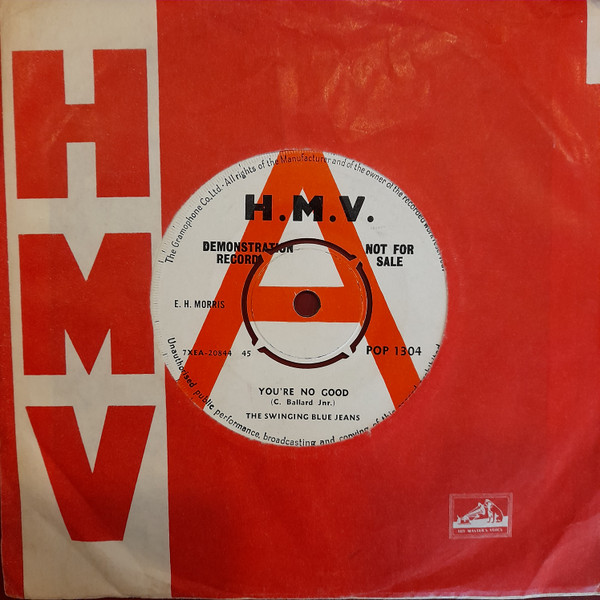 HMV
The Gramophone Co., Ltd. - All rights of the Manufacturer and of the owner of the recorded work reserved
H.M.V.
DEMONSTRATION
RECORD
NOT FOR
SALE
E. H. MORRIS
7XEA-20844 45
POP 1304
YOU'RE NO GOOD
(C. Ballard Jnr.)
THE SWINGING BLUE JEANS
Unauthorised public performance, broadcasting and copying of this
A
HIS MASTER'S VOICE